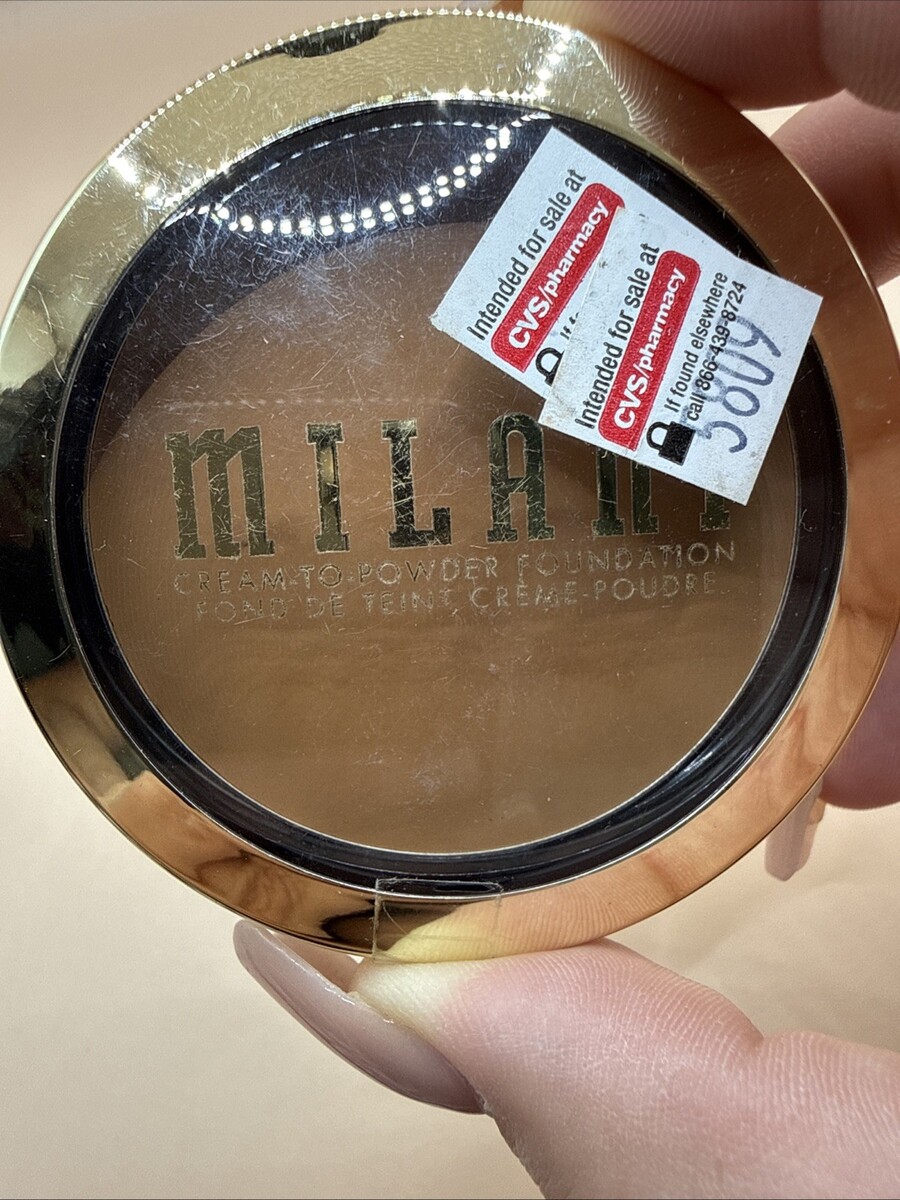 Intended for sale at
CVS/pharmacy
If
Intended for sale at
CVS/pharmacy
If found elsewhere
call 866-439-8724
5809
MILANI
CREAM-TO-POWDER FOUNDATION
FOND DE TEINT CRÈME-POUDRE